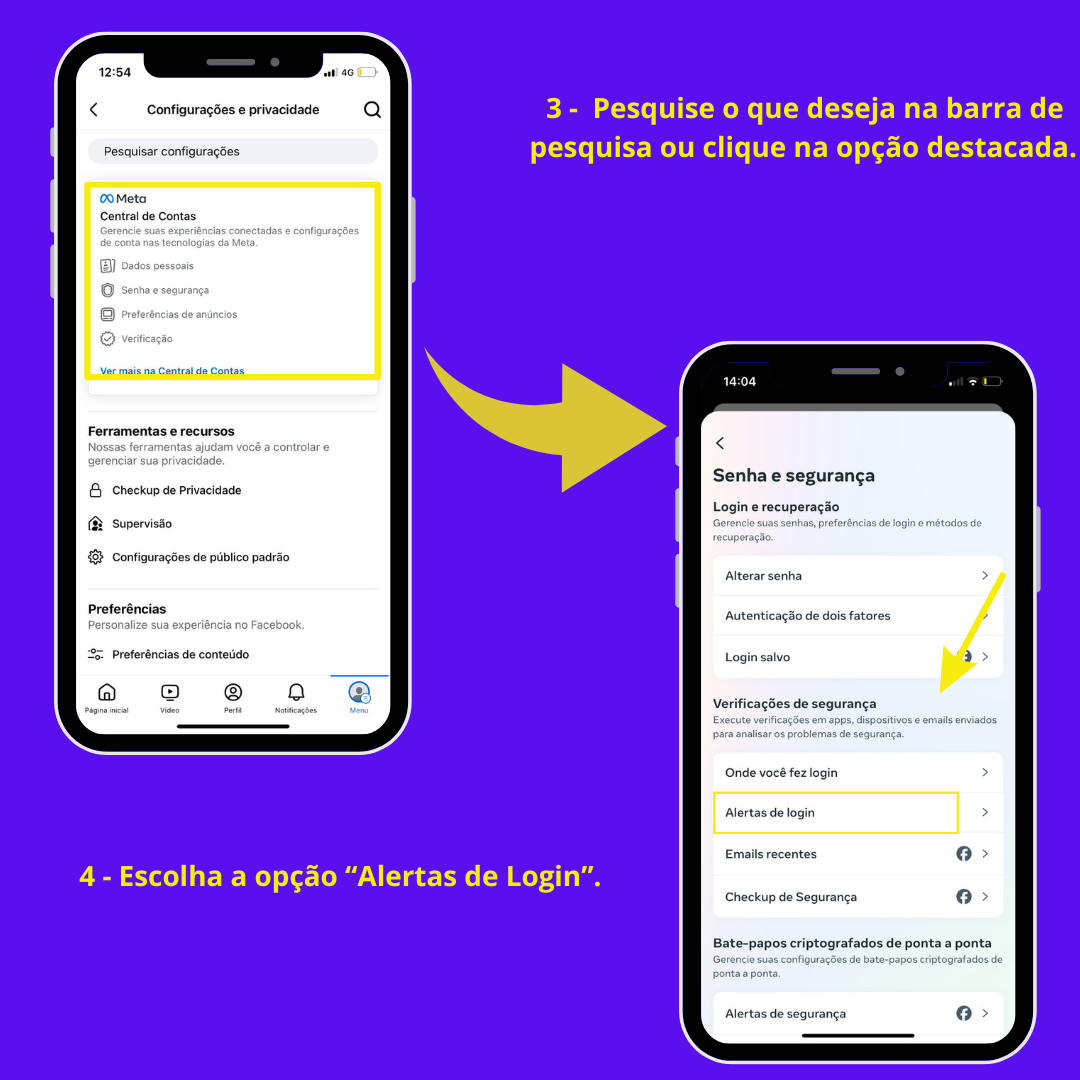 12:54
4G
Configurações e privacidade
Pesquisar configurações
Meta
Central de Contas
Gerencie suas experiências conectadas e configurações
de conta nas tecnologias da Meta.
Dados pessoais
Senha e segurança
Preferências de anúncios
Verificação
Ver mais na Central de Contas
Ferramentas e recursos
Nossas ferramentas ajudam você a controlar e
gerenciar sua privacidade.
Checkup de Privacidade
Supervisão
Configurações de público padrão
Preferências
Personalize sua experiência no Facebook.
Preferências de conteúdo
Página inicial
Vídeo
Perfil
Notificações
Menu
3 - Pesquise o que deseja na barra de
pesquisa ou clique na opção destacada.
14:04
Senha e segurança
Login e recuperação
Gerencie suas senhas, preferências de login e métodos de
recuperação.
Alterar senha
Autenticação de dois fatores
Login salvo
Verificações de segurança
Execute verificações em apps, dispositivos e emails enviados
para analisar os problemas de segurança.
Onde você fez login
Alertas de login
Emails recentes
Checkup de Segurança
Bate-papos criptografados de ponta a ponta
Gerencie suas configurações de bate-papos criptografados de
ponta a ponta.
Alertas de segurança
4 - Escolha a opção “Alertas de Login”.